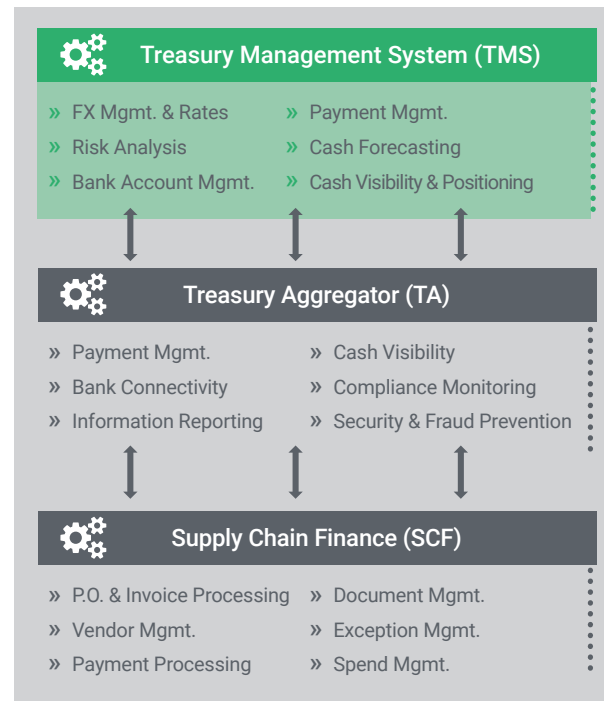 Treasury Management System (TMS)
» FX Mgmt. & Rates
» Risk Analysis
» Bank Account Mgmt.
» Payment Mgmt.
» Cash Forecasting
» Cash Visibility & Positioning
Treasury Aggregator (TA)
» Payment Mgmt.
» Bank Connectivity
» Information Reporting
» Cash Visibility
» Compliance Monitoring
» Security & Fraud Prevention
Supply Chain Finance (SCF)
» P.O. & Invoice Processing
» Vendor Mgmt.
» Payment Processing
» Document Mgmt.
» Exception Mgmt.
» Spend Mgmt.